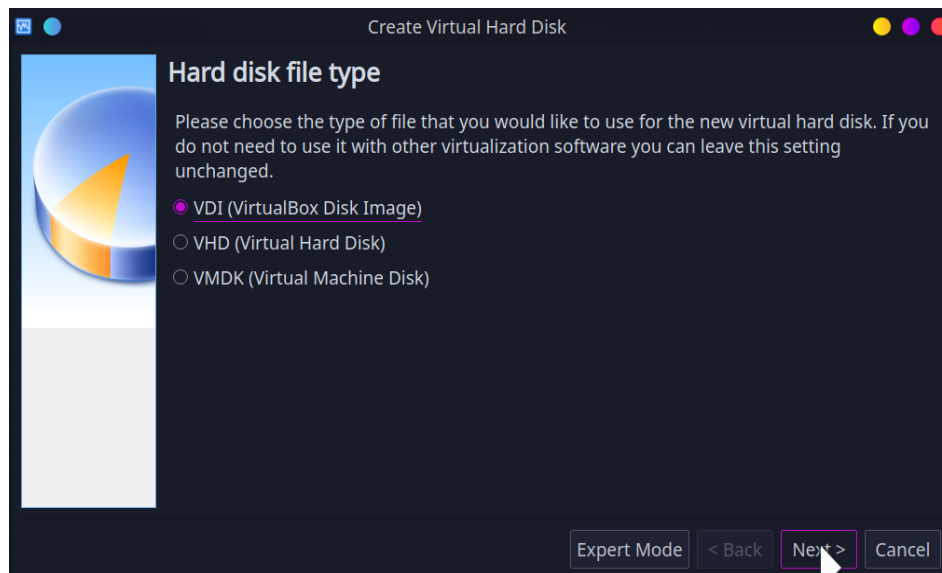 Create Virtual Hard Disk
Hard disk file type
Please choose the type of file that you would like to use for the new virtual hard disk. If you
do not need to use it with other virtualization software you can leave this setting
unchanged.
VDI (VirtualBox Disk Image)
VHD (Virtual Hard Disk)
VMDK (Virtual Machine Disk)
Expert Mode < Back Next > Cancel